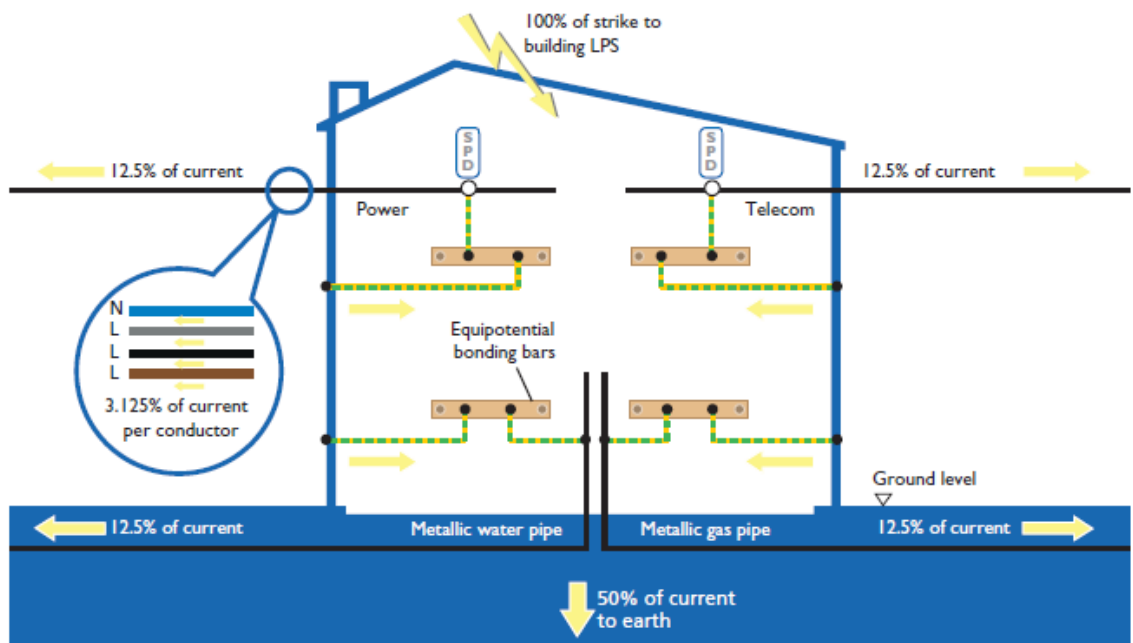 100% of strike to
building LPS
SPD
SPD
12.5% of current
12.5% of current
Power
Telecom
N
L
L
L
3.125% of current
per conductor
Equipotential
bonding bars
Ground level
12.5% of current
Metallic water pipe
Metallic gas pipe
12.5% of current
50% of current
to earth